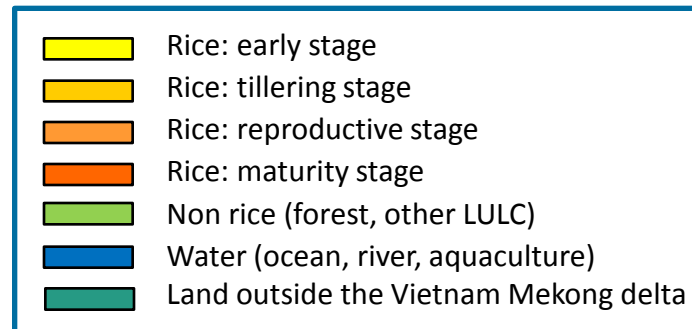 Rice: early stage
Rice: tillering stage
Rice: reproductive stage
Rice: maturity stage
Non rice (forest, other LULC)
Water (ocean, river, aquaculture)
Land outside the Vietnam Mekong delta